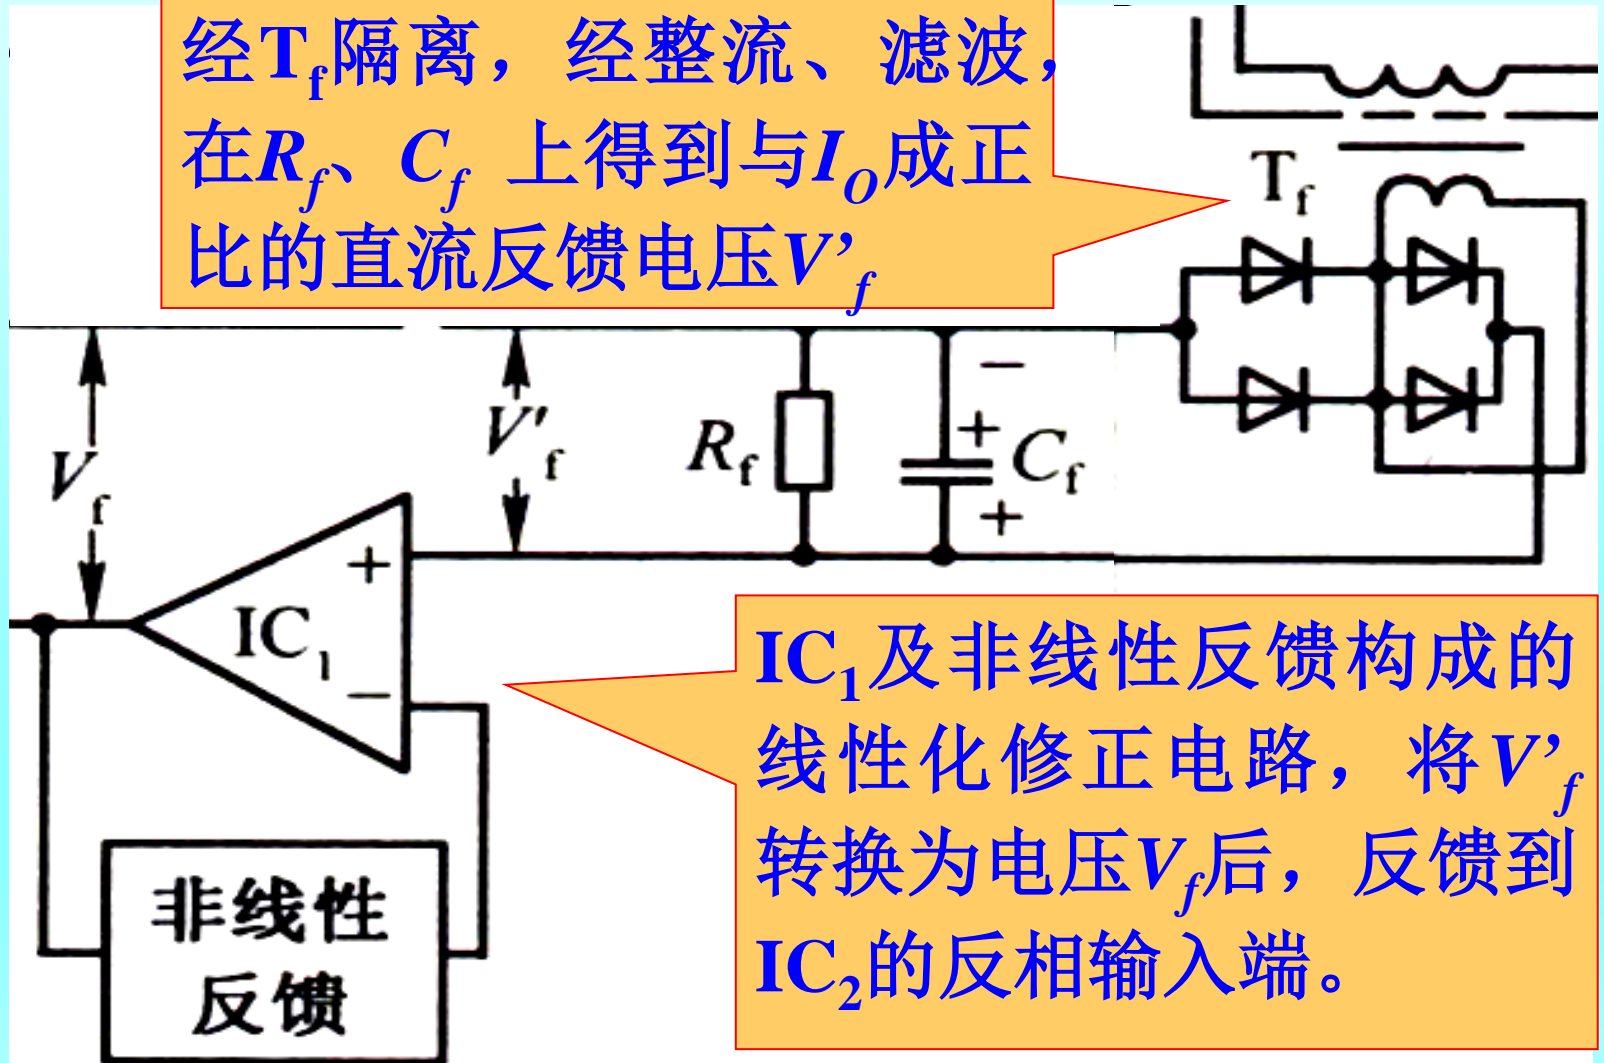 经Tf隔离，经整流、滤波，
在Rf、Cf 上得到与IO成正
比的直流反馈电压V’f
Tf
Vf
V′f
Rf
−
+
Cf
+
+
IC1
−
IC1及非线性反馈构成的
线性化修正电路，将V’f
转换为电压Vf后，反馈到
IC2的反相输入端。
非线性
反馈